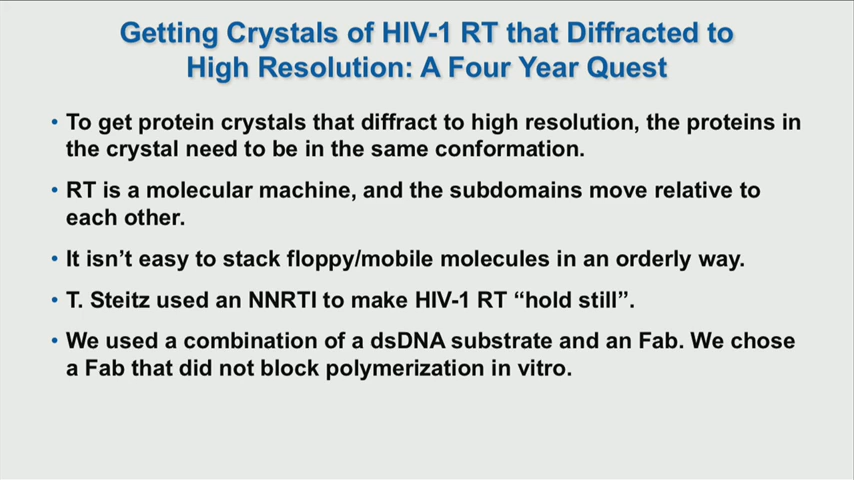 Getting Crystals of HIV-1 RT that Diffracted to
High Resolution: A Four Year Quest
• To get protein crystals that diffract to high resolution, the proteins in
the crystal need to be in the same conformation.
• RT is a molecular machine, and the subdomains move relative to
each other.
• It isn’t easy to stack floppy/mobile molecules in an orderly way.
• T. Steitz used an NNRTI to make HIV-1 RT “hold still”.
• We used a combination of a dsDNA substrate and an Fab. We chose
a Fab that did not block polymerization in vitro.